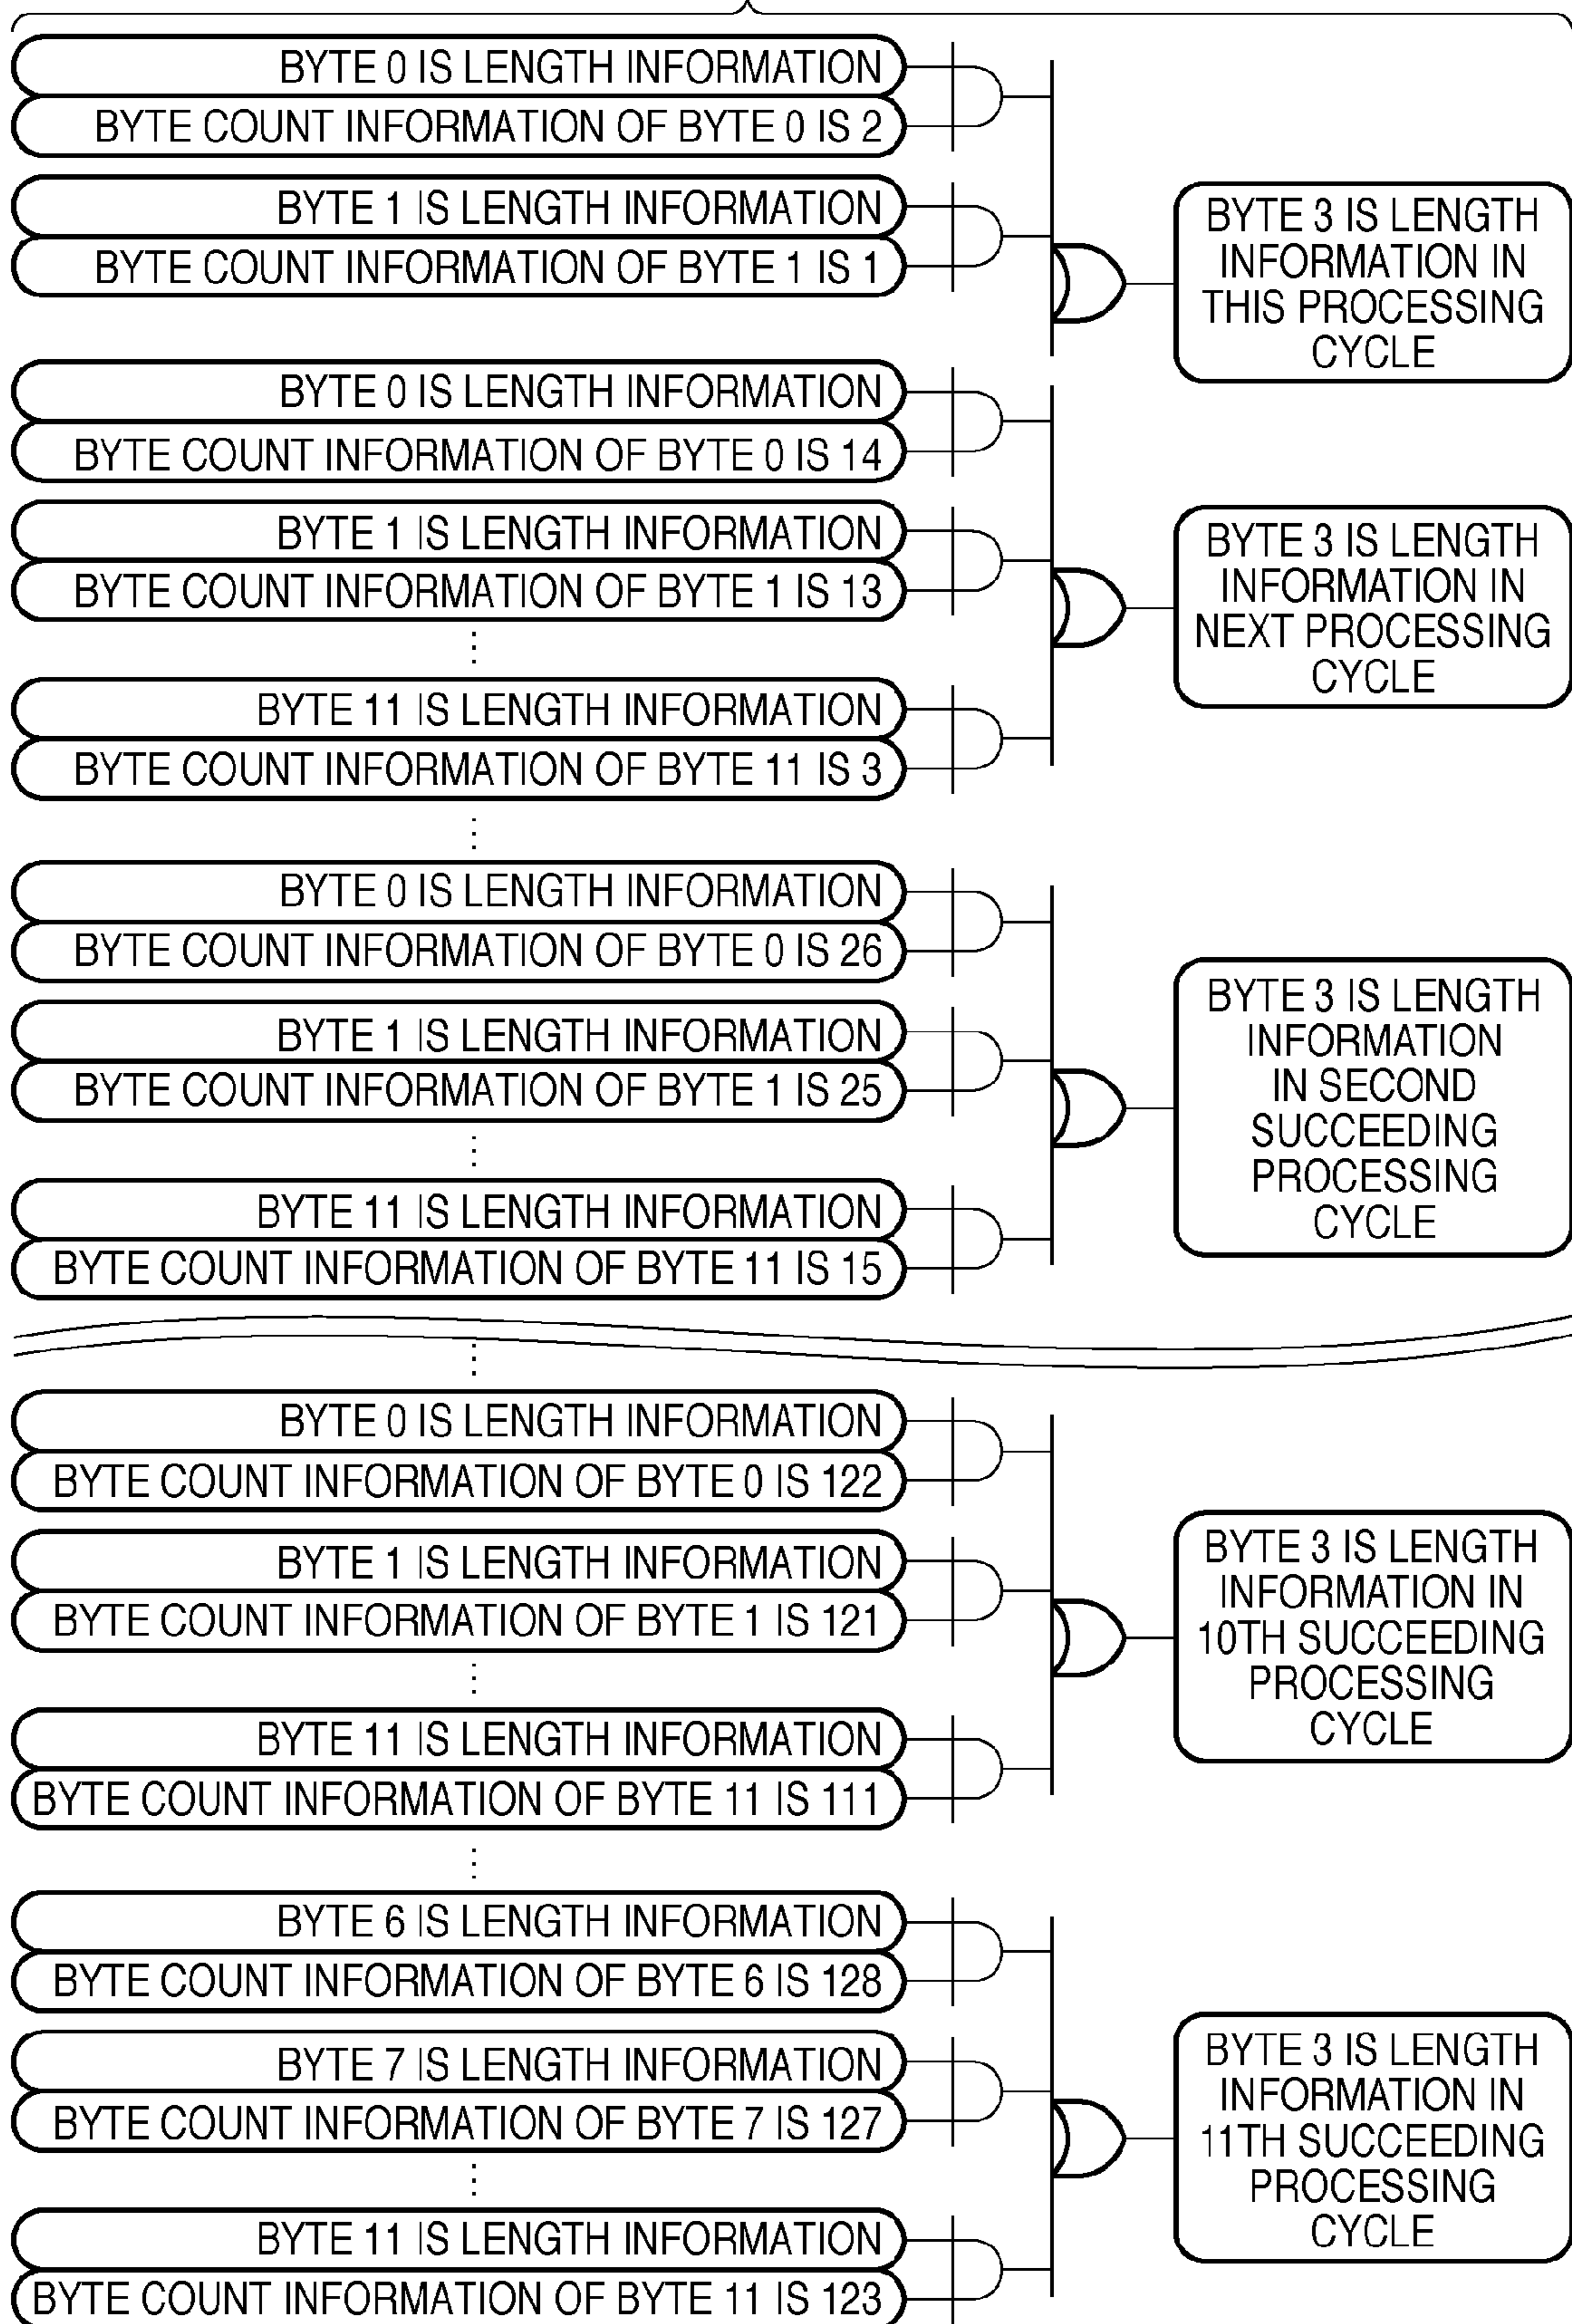 BYTE 0 IS LENGTH INFORMATION
BYTE COUNT INFORMATION OF BYTE 0 IS 2
BYTE 1 IS LENGTH INFORMATION
BYTE COUNT INFORMATION OF BYTE 1 IS 1
BYTE 3 IS LENGTH
INFORMATION IN
THIS PROCESSING
CYCLE
BYTE 0 IS LENGTH INFORMATION
BYTE COUNT INFORMATION OF BYTE 0 IS 14
BYTE 1 IS LENGTH INFORMATION
BYTE COUNT INFORMATION OF BYTE 1 IS 13
BYTE 11 IS LENGTH INFORMATION
BYTE COUNT INFORMATION OF BYTE 11 IS 3
BYTE 3 IS LENGTH
INFORMATION IN
NEXT PROCESSING
CYCLE
BYTE 0 IS LENGTH INFORMATION
BYTE COUNT INFORMATION OF BYTE 0 IS 26
BYTE 1 IS LENGTH INFORMATION
BYTE COUNT INFORMATION OF BYTE 1 IS 25
BYTE 11 IS LENGTH INFORMATION
BYTE COUNT INFORMATION OF BYTE 11 IS 15
BYTE 3 IS LENGTH
INFORMATION
IN SECOND
SUCCEEDING
PROCESSING
CYCLE
BYTE 0 IS LENGTH INFORMATION
BYTE COUNT INFORMATION OF BYTE 0 IS 122
BYTE 1 IS LENGTH INFORMATION
BYTE COUNT INFORMATION OF BYTE 1 IS 121
BYTE 11 IS LENGTH INFORMATION
BYTE COUNT INFORMATION OF BYTE 11 IS 111
BYTE 3 IS LENGTH
INFORMATION IN
10TH SUCCEEDING
PROCESSING
CYCLE
BYTE 6 IS LENGTH INFORMATION
BYTE COUNT INFORMATION OF BYTE 6 IS 128
BYTE 7 IS LENGTH INFORMATION
BYTE COUNT INFORMATION OF BYTE 7 IS 127
BYTE 11 IS LENGTH INFORMATION
BYTE COUNT INFORMATION OF BYTE 11 IS 123
BYTE 3 IS LENGTH
INFORMATION IN
11TH SUCCEEDING
PROCESSING
CYCLE